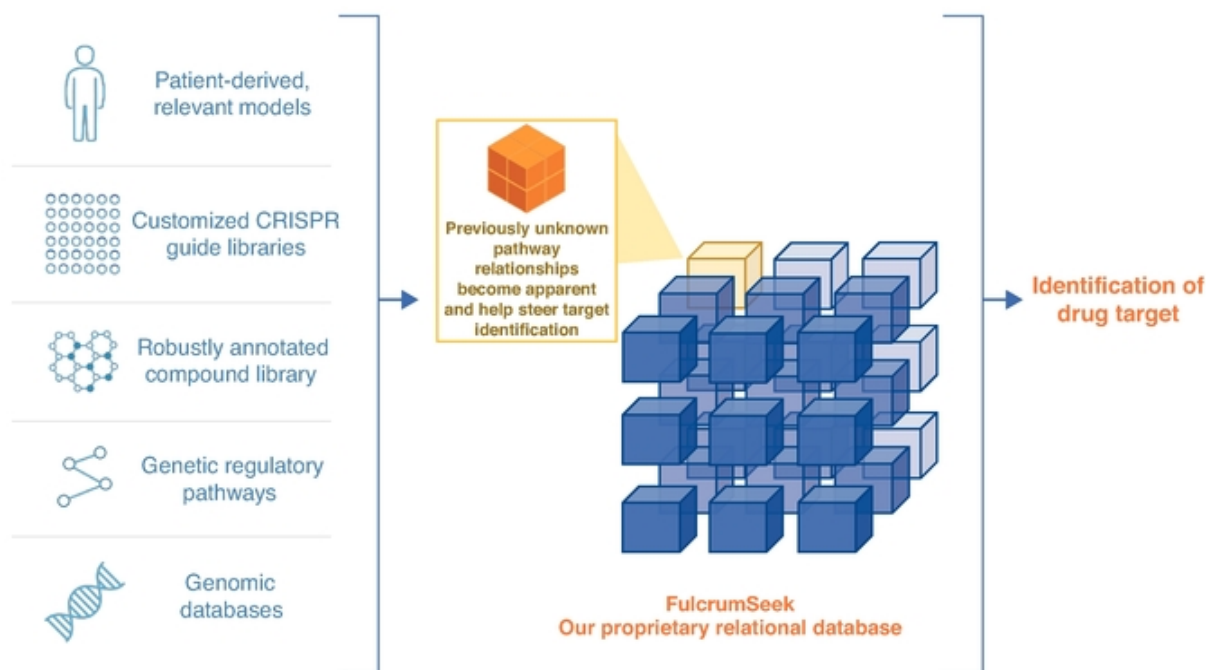 Patient-derived,
relevant models
Customized CRISPR
guide libraries
Robustly annotated
compound library
Genetic regulatory
pathways
Genomic
databases
Previously unknown
pathway
relationships
become apparent
and help steer target
identification
FulcrumSeek
Our proprietary relational database
Identification of
drug target